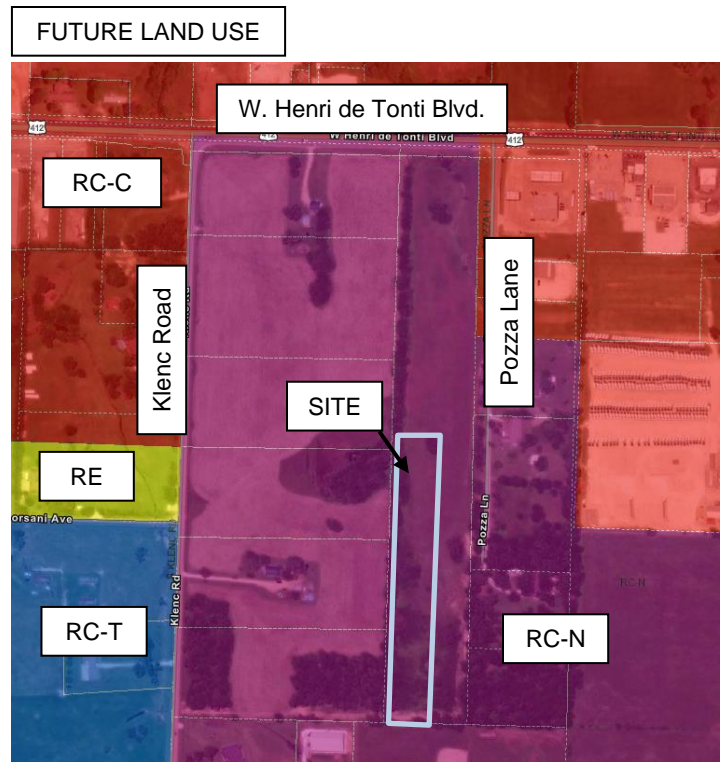 FUTURE LAND USE
W. Henri de Tonti Blvd.
412
412
W Henri de Tonti Blvd
412
RC-C
Klenc Road
Pozza Lane
SITE
RE
Pozza Ln
RC-N
Klenc Rd
RC-T
RC-N